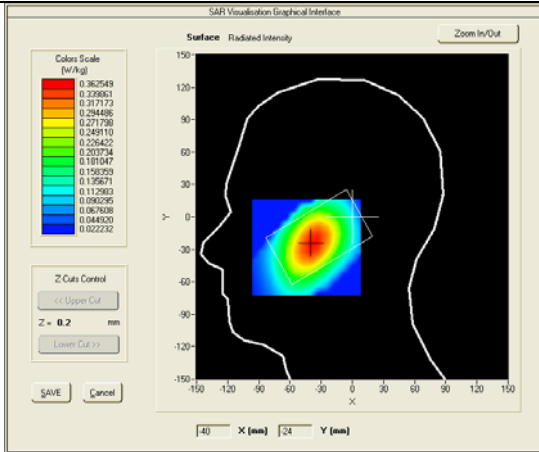 SAR Visualisation Graphical Interface
Surface Radiated Intensity
Zoom In/Out
Colors Scale
(W/kg)
0.362549
0.339861
0.317173
0.294486
0.271798
0.249110
0.226422
0.203734
0.181047
0.158359
0.135671
0.112983
0.090295
0.067608
0.044920
0.022232
Z Cuts Control
<< Upper Cut
Z = 0.2 mm
Lower Cut >>
SAVE Cancel
150-
120-
90-
60-
30-
0-
-30-
-60-
-90-
-120-
-150-
Y
-150 -120 -90 -60 -30 0 30 60 90 120 150
X
-40 X (mm) -24 Y (mm)